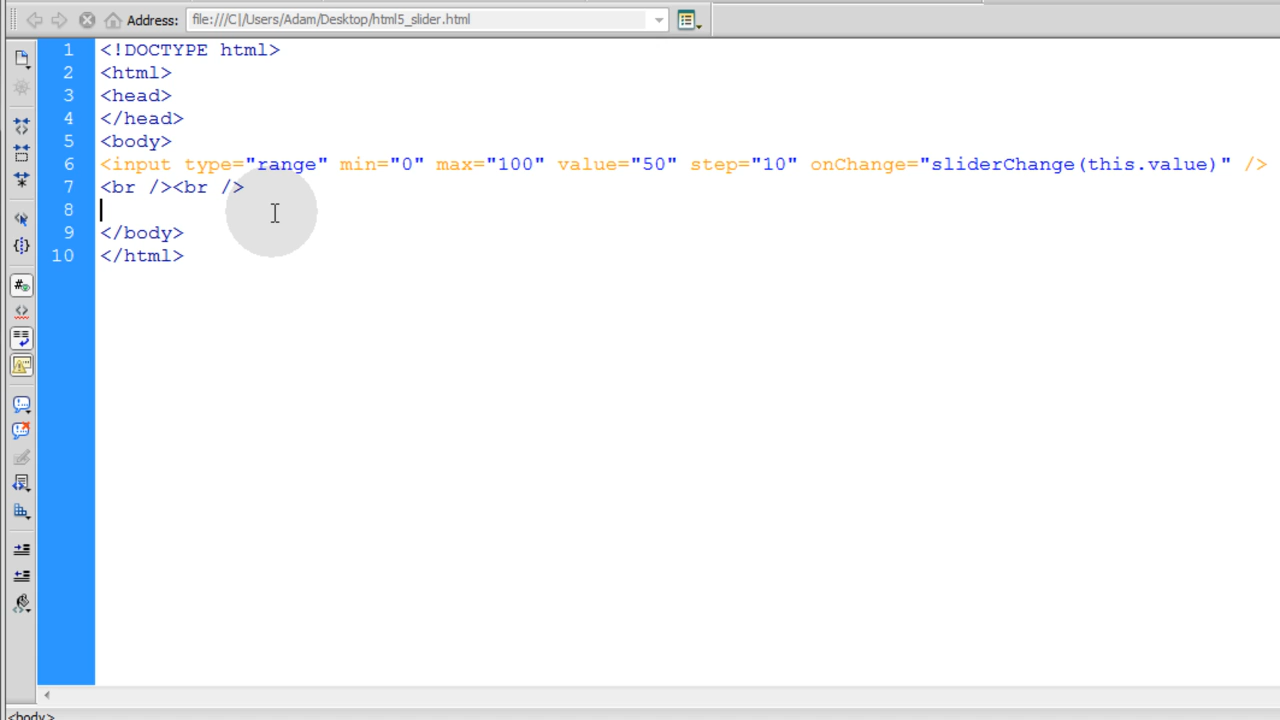 Address: file:///C|/Users/Adam/Desktop/html5_slider.html
1 <!DOCTYPE html>
2 <html>
3 <head>
4 </head>
5 <body>
6 <input type="range" min="0" max="100" value="50" step="10" onChange="sliderChange(this.value)" />
7 <br /><br />
8
9 </body>
10 </html>
<body>